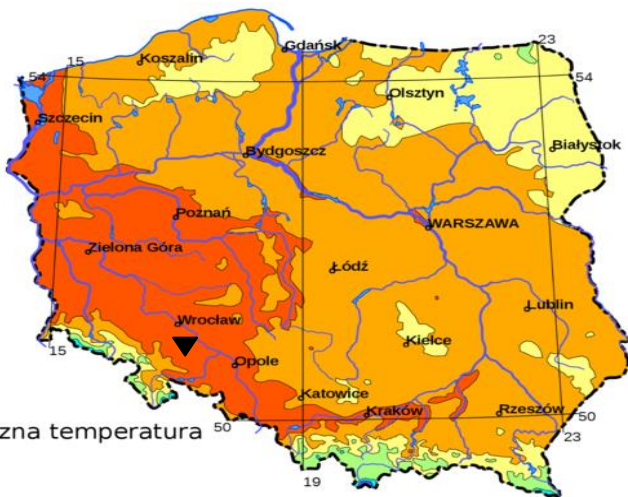 23
Gdańsk
Koszalin
15
54
54
Olsztyn
Szczecin
Białystok
Bydgoszcz
Poznań
WARSZAWA
Zielona Góra
Łódź
Lublin
Wrocław
Kielce
15
Opole
Katowice
Kraków
Rzeszów
50
50
zna temperatura
23
19